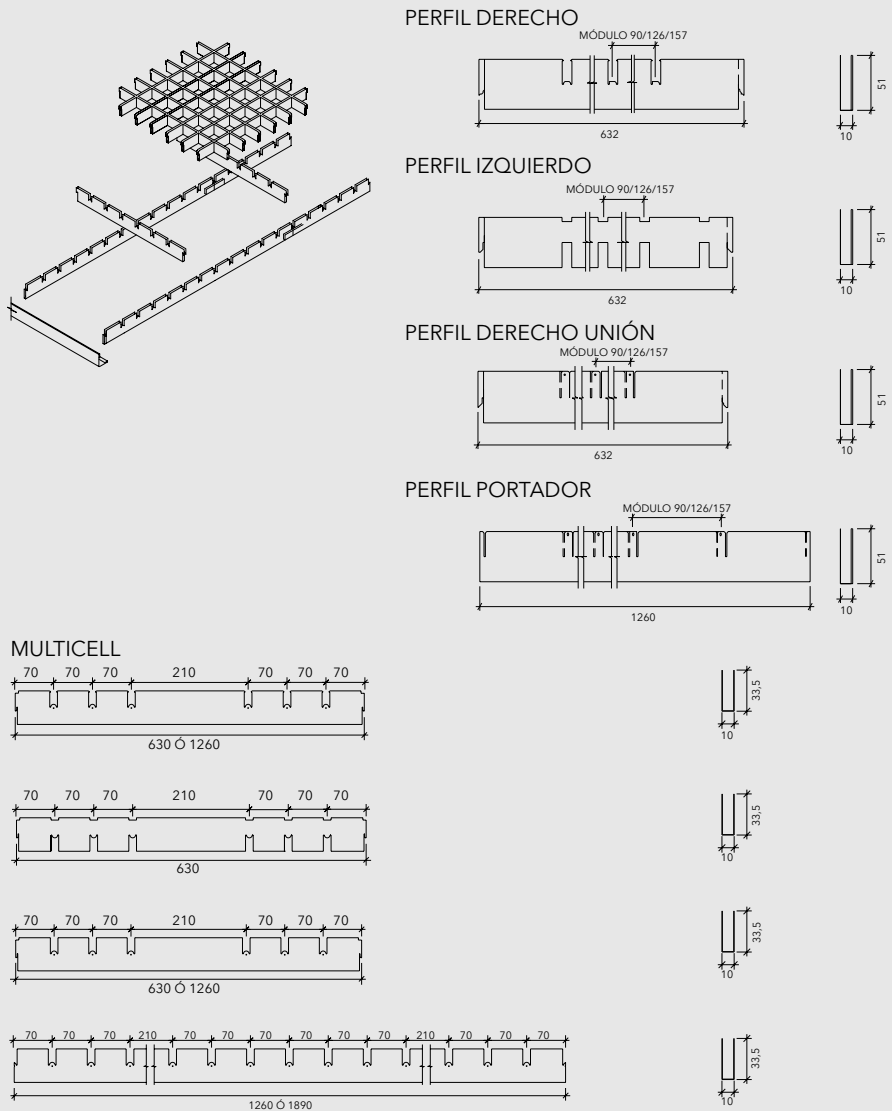 PERFIL DERECHO
MÓDULO 90/126/157
632
51
10
PERFIL IZQUIERDO
MÓDULO 90/126/157
632
51
10
PERFIL DERECHO UNIÓN
MÓDULO 90/126/157
632
51
10
PERFIL PORTADOR
MÓDULO 90/126/157
1260
51
10
MULTICELL
70 70 70 210 70 70 70
630 Ó 1260
33,5
10
70 70 70 210 70 70 70
630
33,5
10
70 70 70 210 70 70 70
630 Ó 1260
33,5
10
70 70 70 210 70 70 70 70 70 70 210 70 70 70
1260 Ó 1890
33,5
10